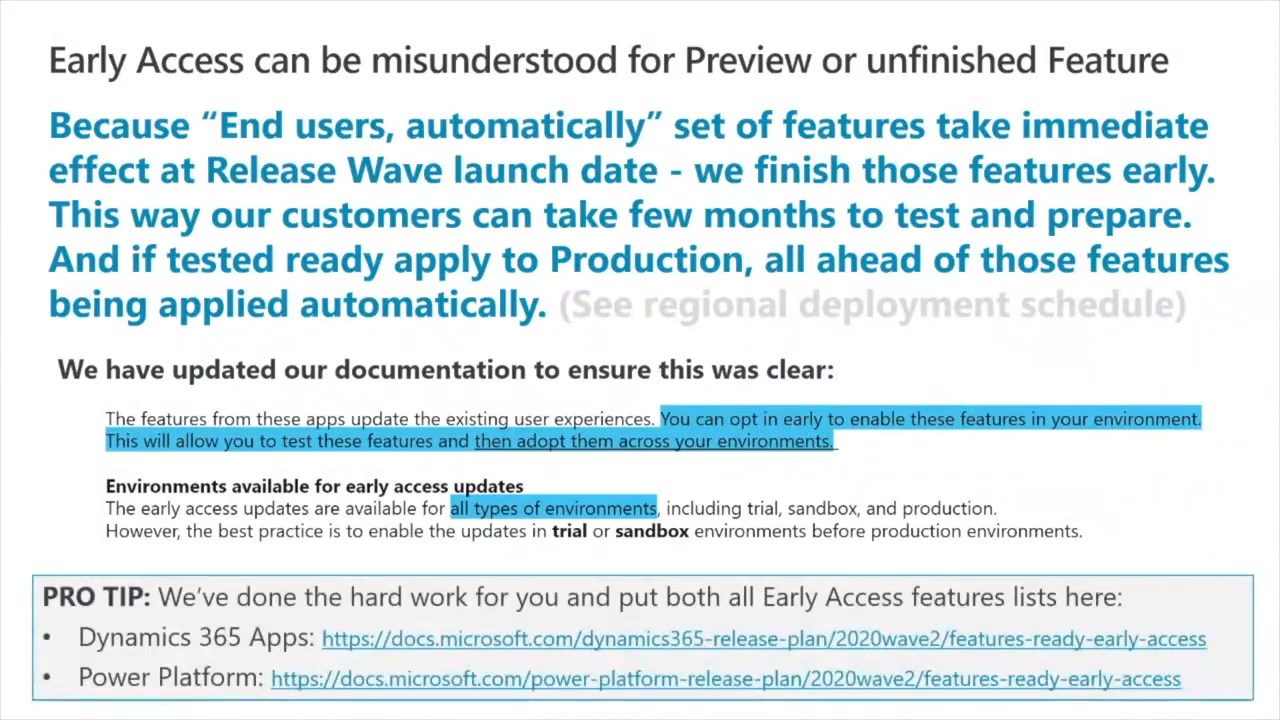 Early Access can be misunderstood for Preview or unfinished Feature
Because “End users, automatically” set of features take immediate
effect at Release Wave launch date - we finish those features early.
This way our customers can take few months to test and prepare.
And if tested ready apply to Production, all ahead of those features
being applied automatically. (See regional deployment schedule)
We have updated our documentation to ensure this was clear:
The features from these apps update the existing user experiences. You can opt in early to enable these features in your environment.
This will allow you to test these features and then adopt them across your environments.
Environments available for early access updates
The early access updates are available for all types of environments, including trial, sandbox, and production.
However, the best practice is to enable the updates in trial or sandbox environments before production environments.
PRO TIP: We’ve done the hard work for you and put both all Early Access features lists here:
• Dynamics 365 Apps: https://docs.microsoft.com/dynamics365-release-plan/2020wave2/features-ready-early-access
• Power Platform: https://docs.microsoft.com/power-platform-release-plan/2020wave2/features-ready-early-access